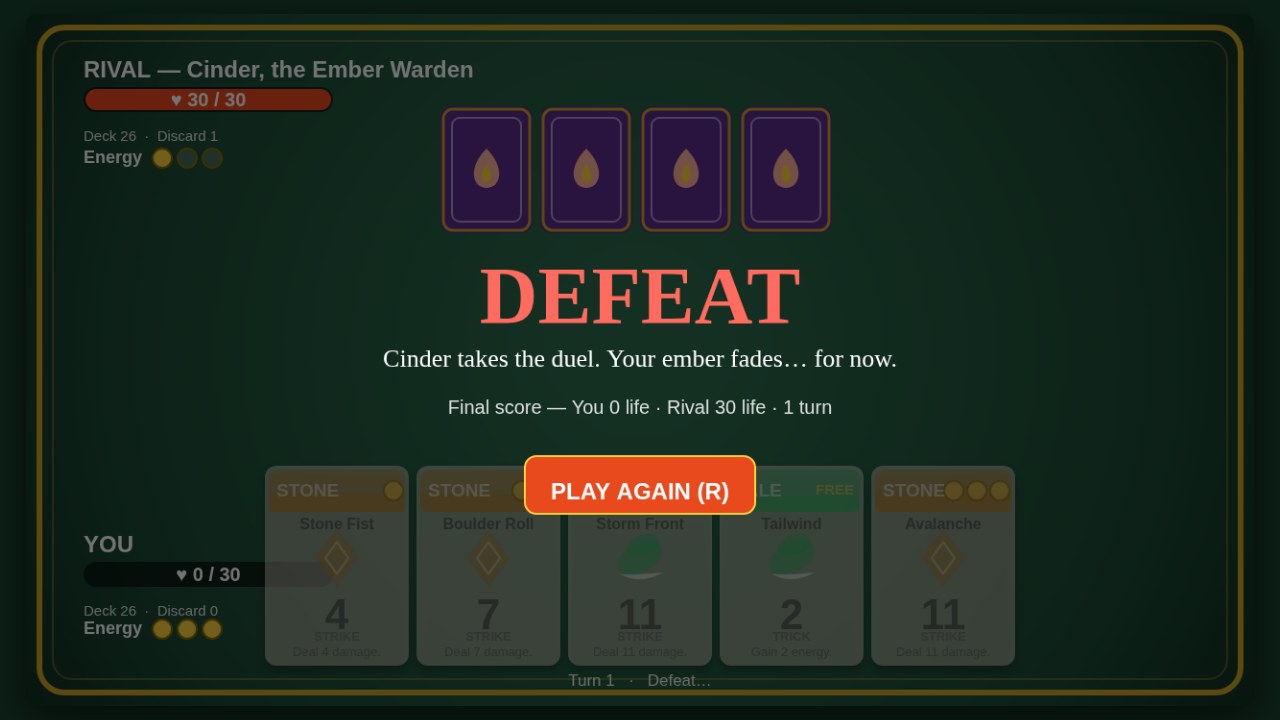 RIVAL — Cinder, the Ember Warden
♥ 30 / 30
Deck 26 · Discard 1
Energy
DEFEAT
Cinder takes the duel. Your ember fades… for now.
Final score — You 0 life · Rival 30 life · 1 turn
PLAY AGAIN (R)
STONE
Stone Fist
4
STRIKE
Deal 4 damage.
STONE
Boulder Roll
7
STRIKE
Deal 7 damage.
Storm Front
11
STRIKE
Deal 11 damage.
LE FREE
Tailwind
2
TRICK
Gain 2 energy.
STONE
Avalanche
11
STRIKE
Deal 11 damage.
YOU
♥ 0 / 30
Deck 26 · Discard 0
Energy
Turn 1 · Defeat…